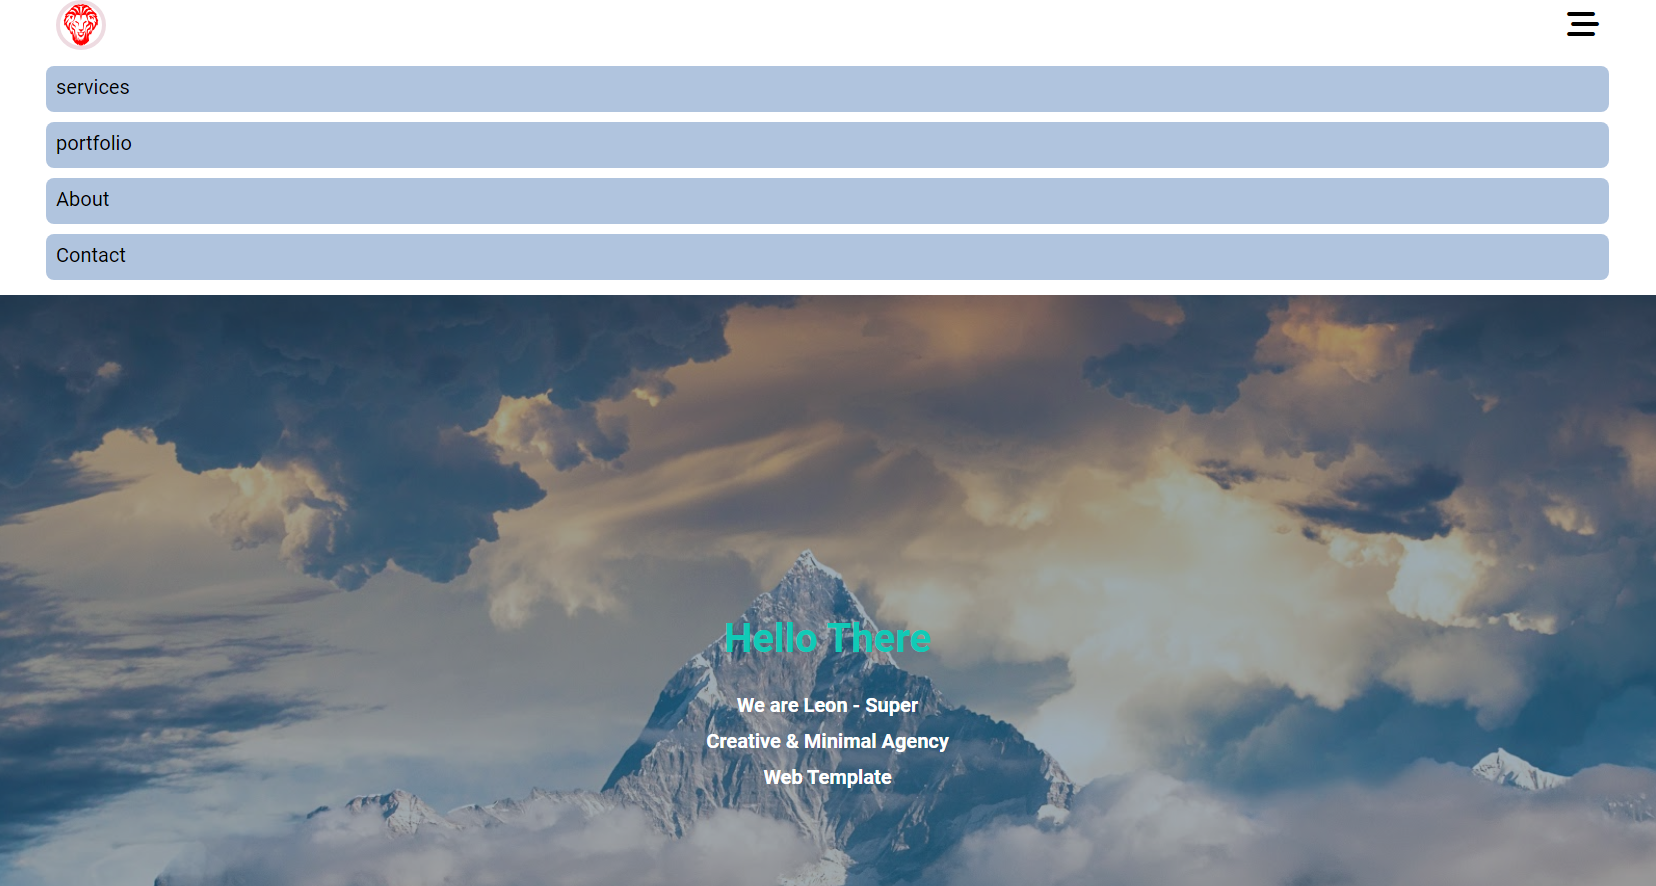 services
portfolio
About
Contact
Hello There
We are Leon - Super
Creative & Minimal Agency
Web Template